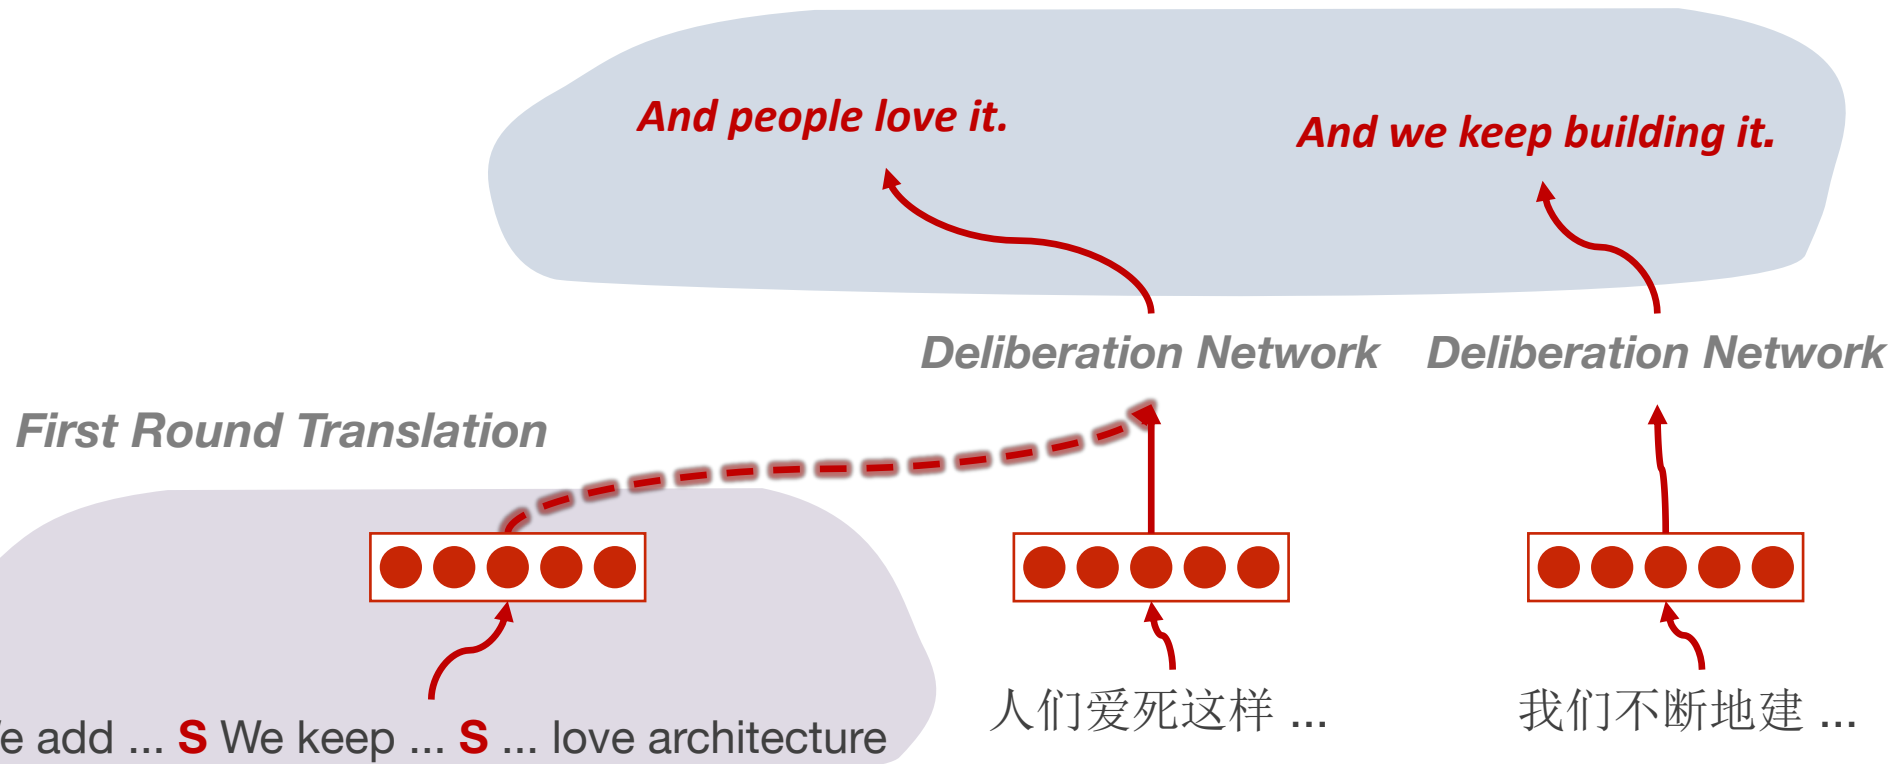 And people love it.
And we keep building it.
Deliberation Network
Deliberation Network
First Round Translation
add ... S We keep ... S ... love architecture
人们爱死这样 ...
我们不断地建 ...